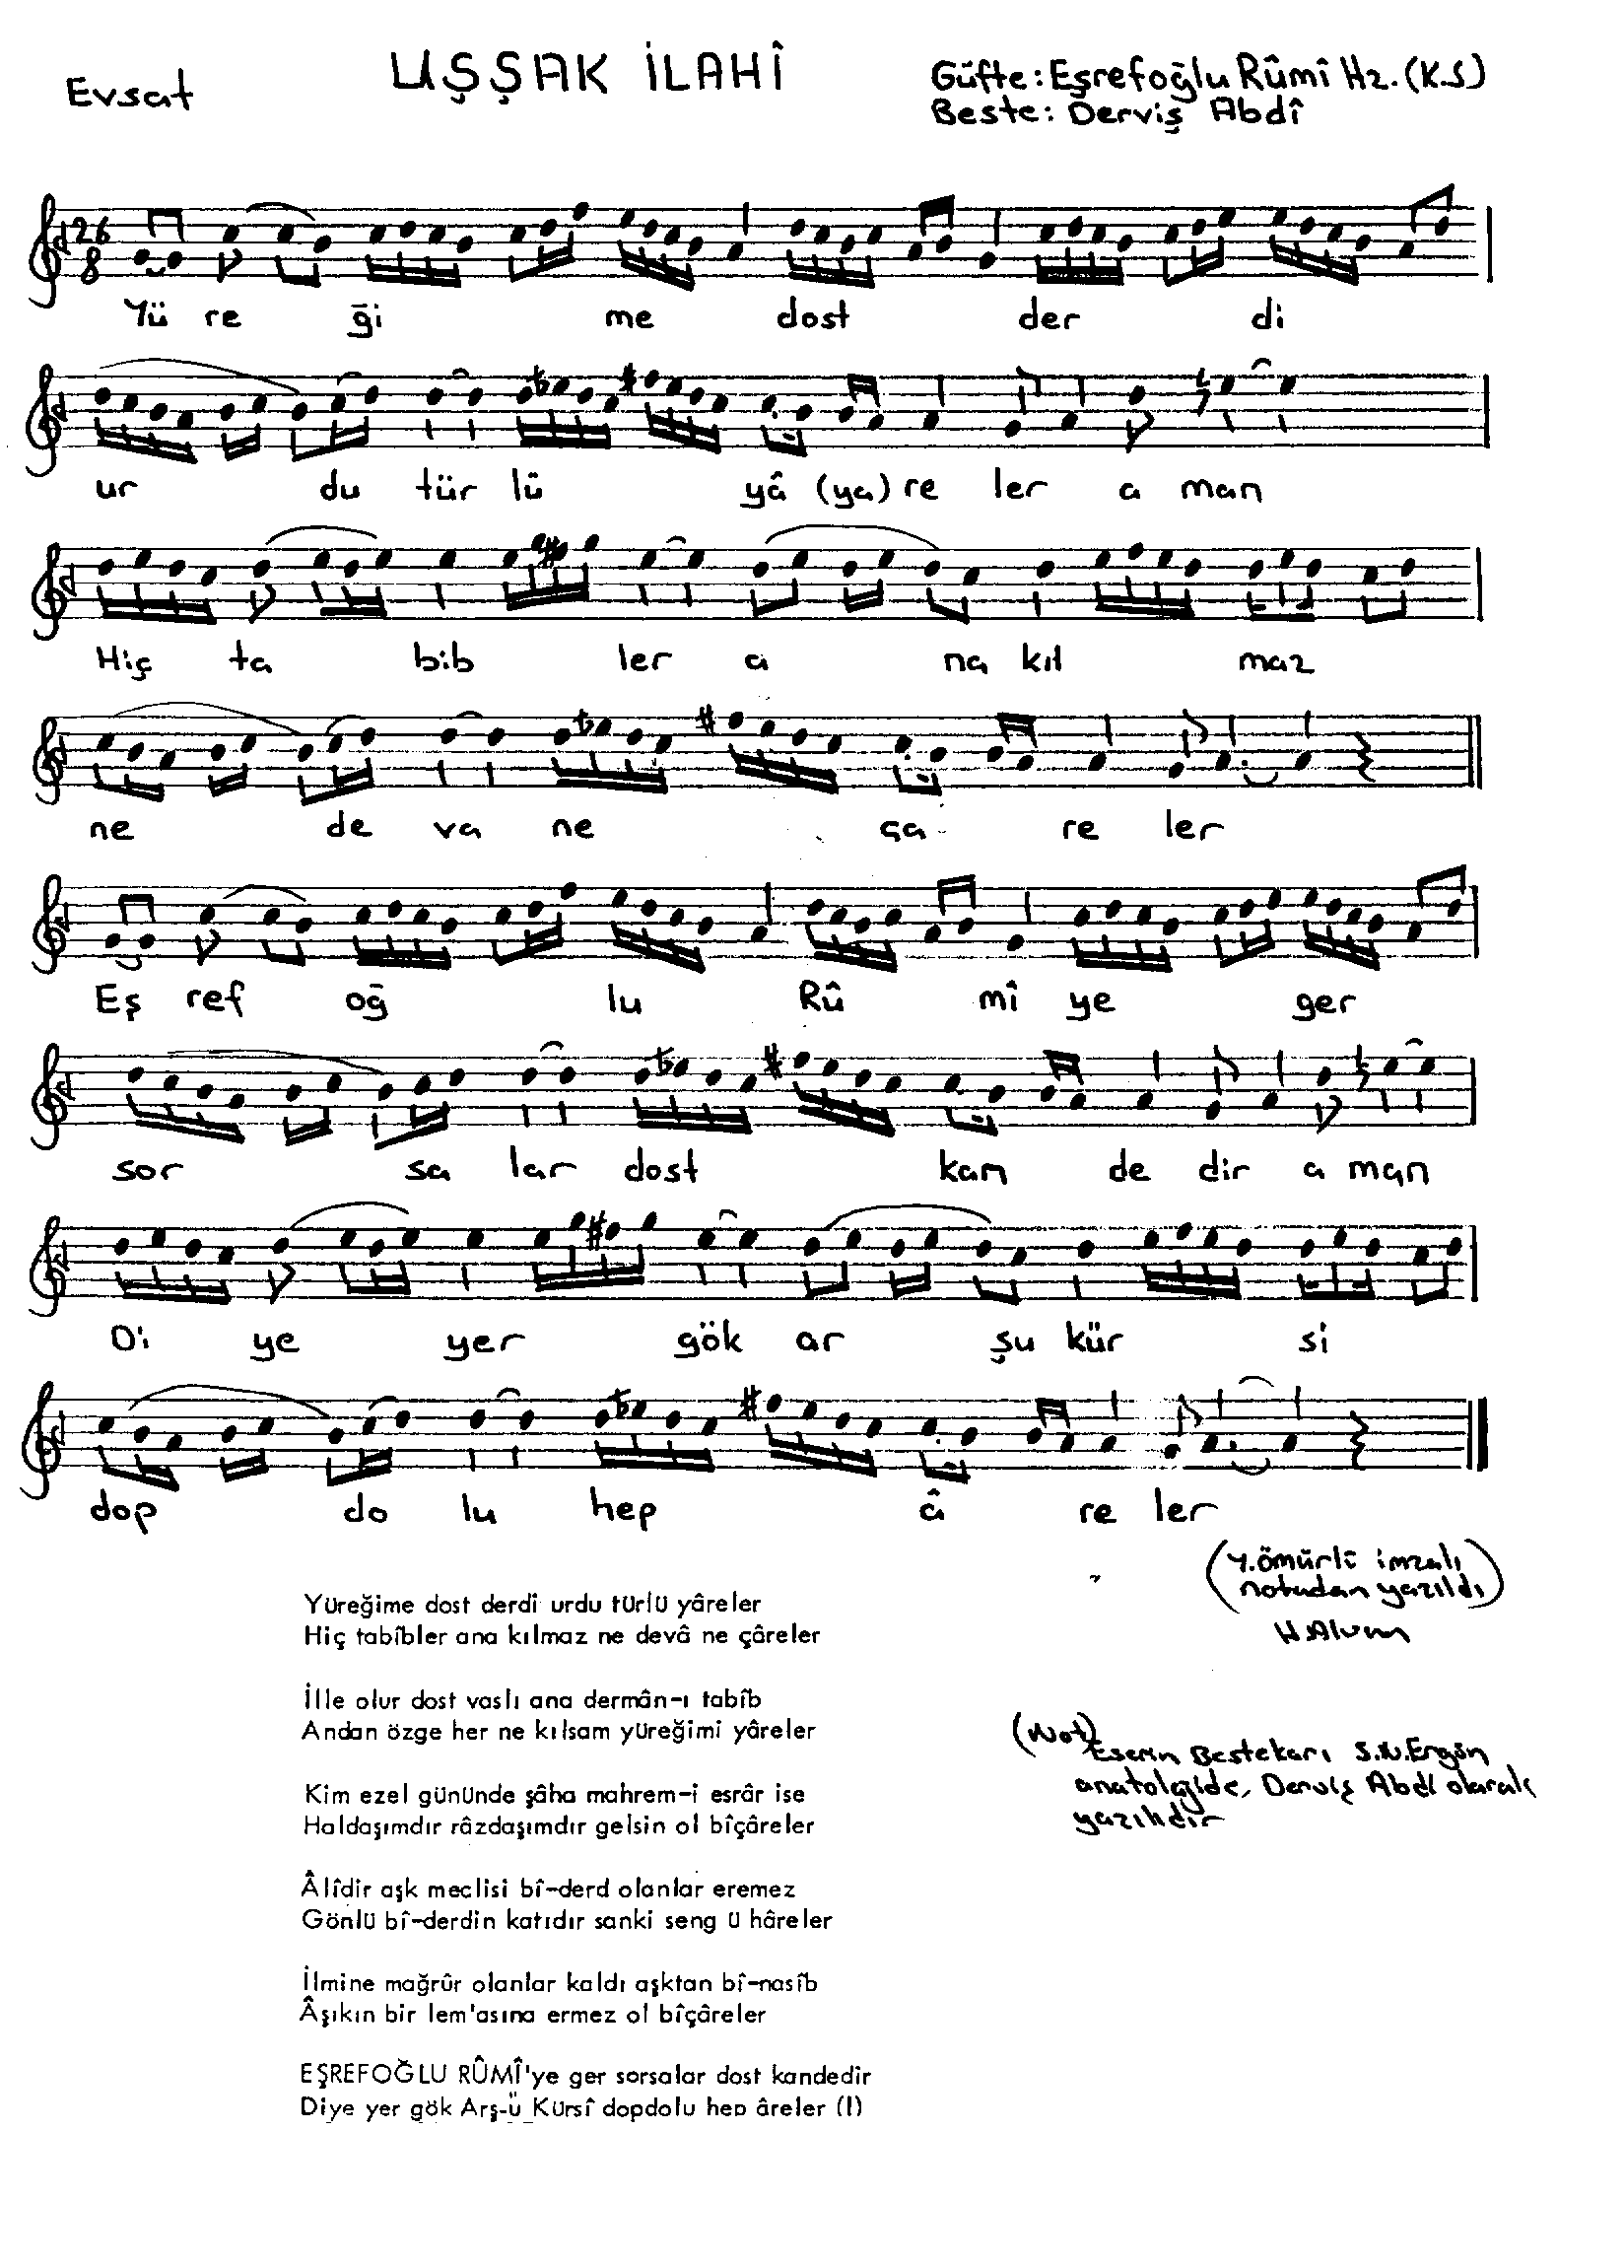 Evsat
UŞŞAK İLAHÎ
Güfte: Eşrefoğlu Rûmî Hz. (K.S)
Beste: Derviş Abdî
26
8
Yü re ği me dost der di
ur du tür lü yâ (ya) re ler a man
Hiç ta bib ler a na kıl maz
ne de va ne ça re ler
Eş ref oğ lu Rû mî ye ger
sor sa lar dost kan de dir a man
Di ye yer gök ar şu kür si
dop do lu hep â re ler
(Y.Ömürlü imzalı
notadan yazıldı)
Yüreğime dost derdî urdu türlü yâreler
Hiç tabîbler ana kılmaz ne devâ ne çâreler
İlle olur dost vaslı ana dermân-ı tabîb
Andan özge her ne kılsam yüreğimi yâreler
Kim ezel gününde şâha mahrem-i esrâr ise
Haldaşımdır râzdaşımdır gelsin ol bîçâreler
Âlîdir aşk meclisi bî-derd olanlar eremez
Gönlü bî-derdin katıdır sanki seng ü hâreler
İlmine mağrûr olanlar kaldı aşktan bî-nasîb
Âşıkın bir lem'asına ermez ol bîçâreler
EŞREFOĞLU RÛMÎ'ye ger sorsalar dost kandedir
Diye yer gök Arş-ü Kürsî dopdolu hep âreler (I)
(Not)
Eserin Bestekarı S.N.Ergün
anatolojide, Derviş Abdi olarak
yazılıdır